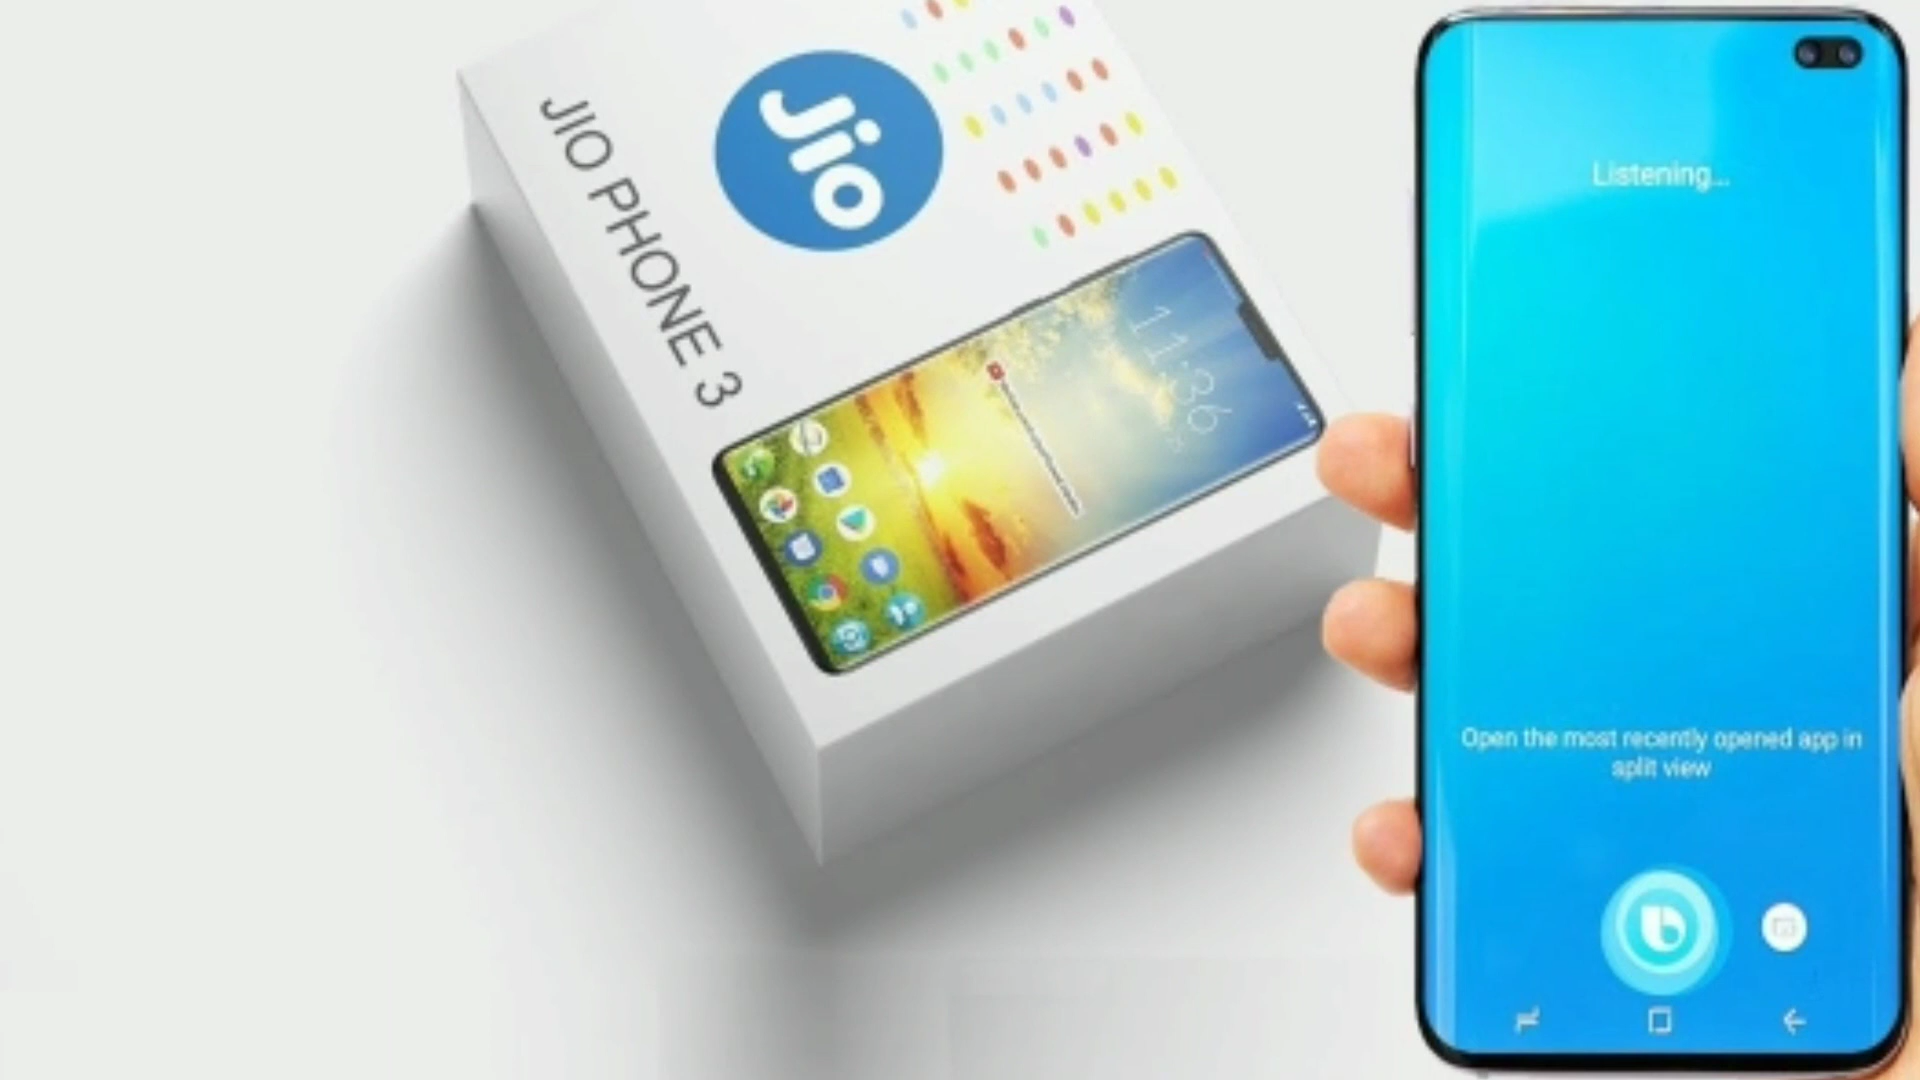 Jio
JIO PHONE 3
11:36
Listening...
Open the most recently opened app in
split view